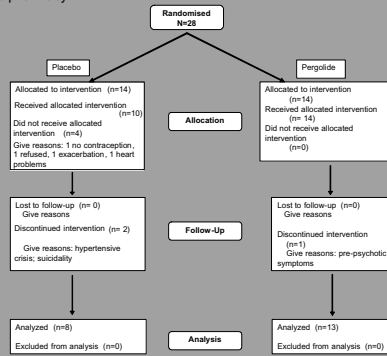 Randomised
N=28
Placebo
Pergolide
Allocated to intervention (n=14)
Received allocated intervention
(n=10)
Did not receive allocated
intervention (n=4)
Give reasons: 1 no contraception,
1 refused, 1 exacerbation, 1 heart
problems
Allocation
Allocated to intervention
(n=14)
Received allocated intervention
(n= 14)
Did not receive allocated
intervention
(n=0)
Lost to follow-up (n= 0)
Give reasons
Discontinued intervention (n= 2)
Give reasons: hypertensive
crisis; suicidality
Follow-Up
Lost to follow-up (n=0)
Give reasons
Discontinued intervention
(n=1)
Give reasons: pre-psychotic
symptoms
Analyzed (n=8)
Excluded from analysis (n=0)
Analysis
Analyzed (n=13)
Excluded from analysis (n=0)